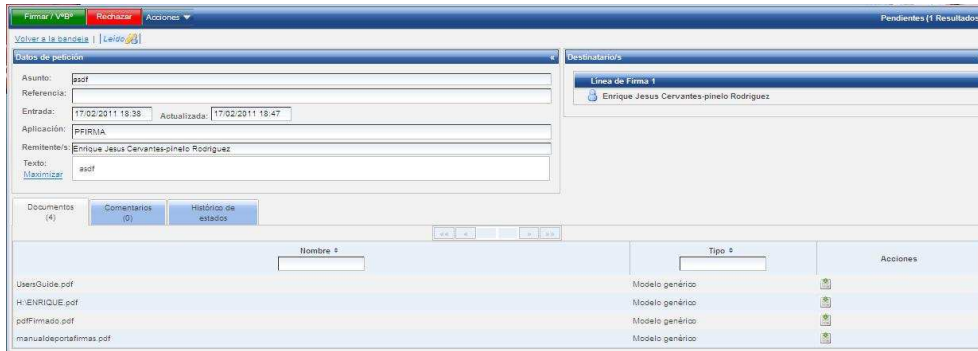 Firmar / VºBº Rechazar Acciones ▼ Pendientes (1 Resultados
Volver a la bandeja | |Leído|
Datos de petición «
Asunto: asdf
Referencia:
Entrada: 17/02/2011 18:38 Actualizada: 17/02/2011 18:47
Aplicación: PFIRMA
Remitente/s: Enrique Jesus Cervantes-pinelo Rodriguez
Texto: asdf
Maximizar
Destinatario/s
Línea de Firma 1
Enrique Jesus Cervantes-pinelo Rodriguez
Documentos (4) Comentarios (0) Histórico de estados
«« « » »»
Nombre Tipo Acciones
UsersGuide.pdf Modelo genérico
H:\ENRIQUE.pdf Modelo genérico
pdfFirmado.pdf Modelo genérico
manualdeportafirmas.pdf Modelo genérico